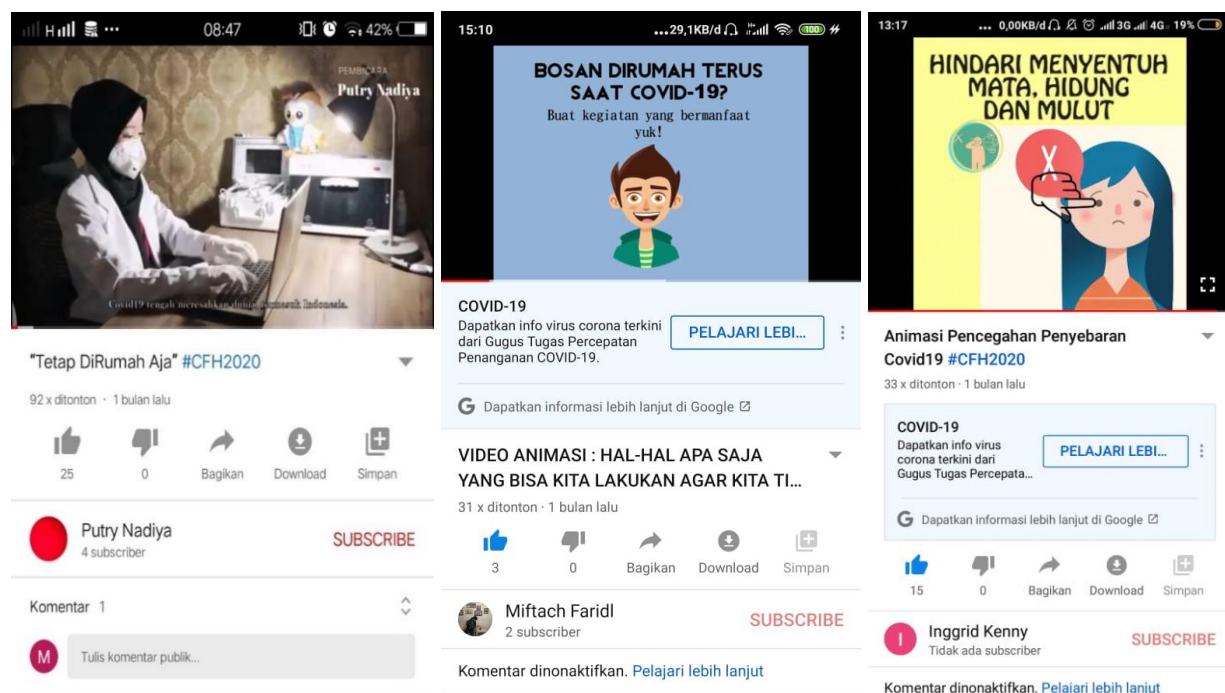 08:47
42%
PEMBICARA
Putry Nadiya
Covid19 tengah meresahkan dunia, termasuk Indonesia.
"Tetap DiRumah Aja" #CFH2020
92 x ditonton · 1 bulan lalu
25
0
Bagikan
Download
Simpan
Putry Nadiya
4 subscriber
SUBSCRIBE
Komentar 1
M
Tulis komentar publik...
15:10
...29,1KB/d
100
BOSAN DIRUMAH TERUS
SAAT COVID-19?
Buat kegiatan yang bermanfaat
yuk!
COVID-19
Dapatkan info virus corona terkini
dari Gugus Tugas Percepatan
Penanganan COVID-19.
PELAJARI LEBI...
G Dapatkan informasi lebih lanjut di Google
VIDEO ANIMASI : HAL-HAL APA SAJA
YANG BISA KITA LAKUKAN AGAR KITA TI...
31 x ditonton · 1 bulan lalu
3
0
Bagikan
Download
Simpan
Miftach Faridl
2 subscriber
SUBSCRIBE
Komentar dinonaktifkan. Pelajari lebih lanjut
13:17
... 0,00KB/d
3G
4G
19%
HINDARI MENYENTUH
MATA, HIDUNG
DAN MULUT
X
Animasi Pencegahan Penyebaran
Covid19 #CFH2020
33 x ditonton · 1 bulan lalu
COVID-19
Dapatkan info virus
corona terkini dari
Gugus Tugas Percepata...
PELAJARI LEBI...
G Dapatkan informasi lebih lanjut di Google
15
0
Bagikan
Download
Simpan
I
Inggrid Kenny
Tidak ada subscriber
SUBSCRIBE
Komentar dinonaktifkan. Pelajari lebih lanjut